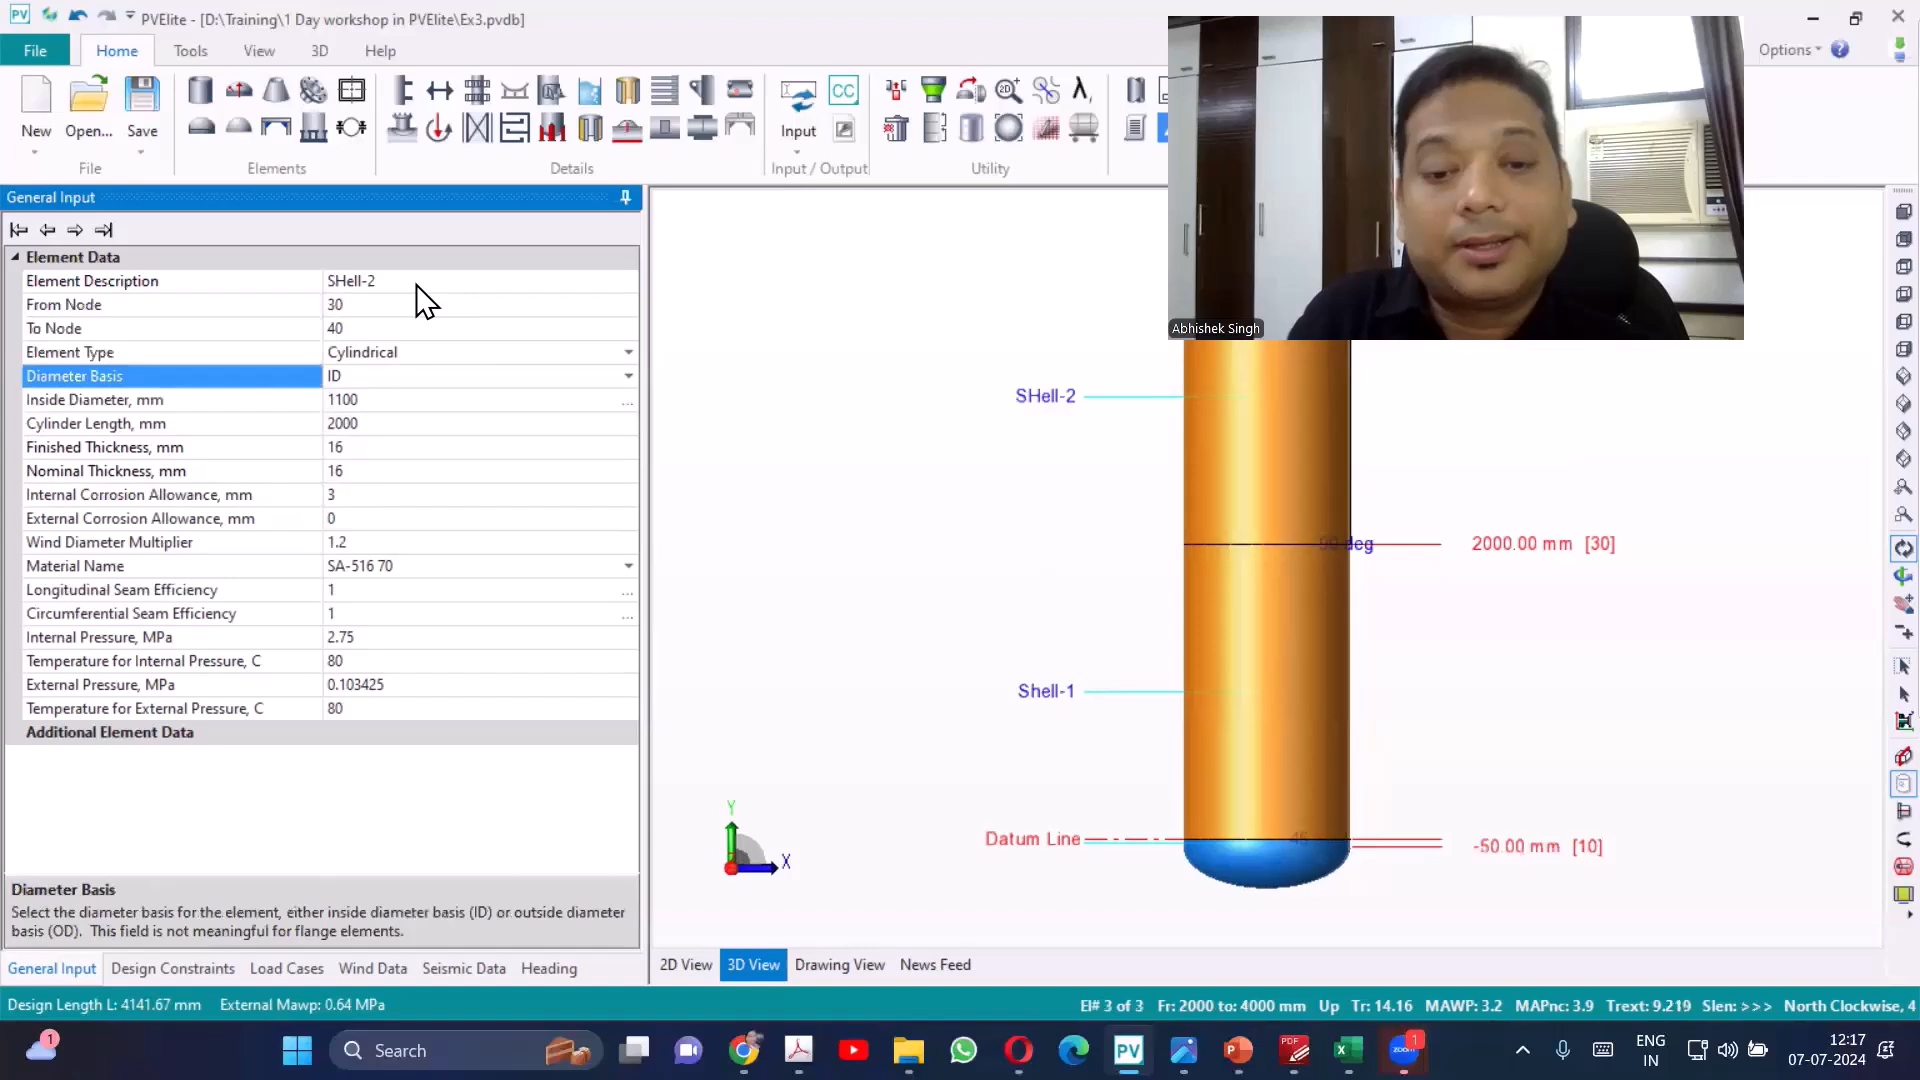 PVElite - [D:\Training\1 Day workshop in PVElite\Ex3.pvdb]
File Home Tools View 3D Help
Options
New Open... Save Input
File Elements Details Input / Output Utility
General Input
Element Data
Element Description SHell-2
From Node 30
To Node 40
Element Type Cylindrical
Diameter Basis ID
Inside Diameter, mm 1100 ...
Cylinder Length, mm 2000
Finished Thickness, mm 16
Nominal Thickness, mm 16
Internal Corrosion Allowance, mm 3
External Corrosion Allowance, mm 0
Wind Diameter Multiplier 1.2
Material Name SA-516 70
Longitudinal Seam Efficiency 1 ...
Circumferential Seam Efficiency 1 ...
Internal Pressure, MPa 2.75
Temperature for Internal Pressure, C 80
External Pressure, MPa 0.103425
Temperature for External Pressure, C 80
Additional Element Data
Diameter Basis
Select the diameter basis for the element, either inside diameter basis (ID) or outside diameter
basis (OD). This field is not meaningful for flange elements.
General Input Design Constraints Load Cases Wind Data Seismic Data Heading
Abhishek Singh
SHell-2
90 deg
2000.00 mm [30]
Shell-1
Datum Line
-50.00 mm [10]
Y
X
2D View 3D View Drawing View News Feed
Design Length L: 4141.67 mm External Mawp: 0.64 MPa
El# 3 of 3 Fr: 2000 to: 4000 mm Up Tr: 14.16 MAWP: 3.2 MAPnc: 3.9 Trext: 9.219 Slen: >>> North Clockwise, 4
1
Search
PV
zoom
1
ENG
IN
12:17
07-07-2024